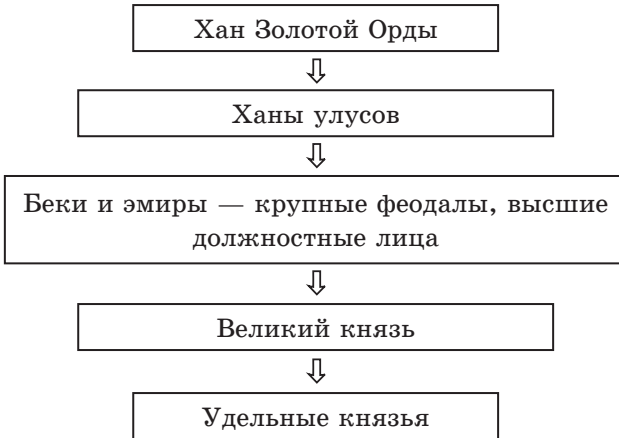 Хан Золотой Орды
Ханы улусов
Беки и эмиры — крупные феодалы, высшие
должностные лица
Великий князь
Удельные князья